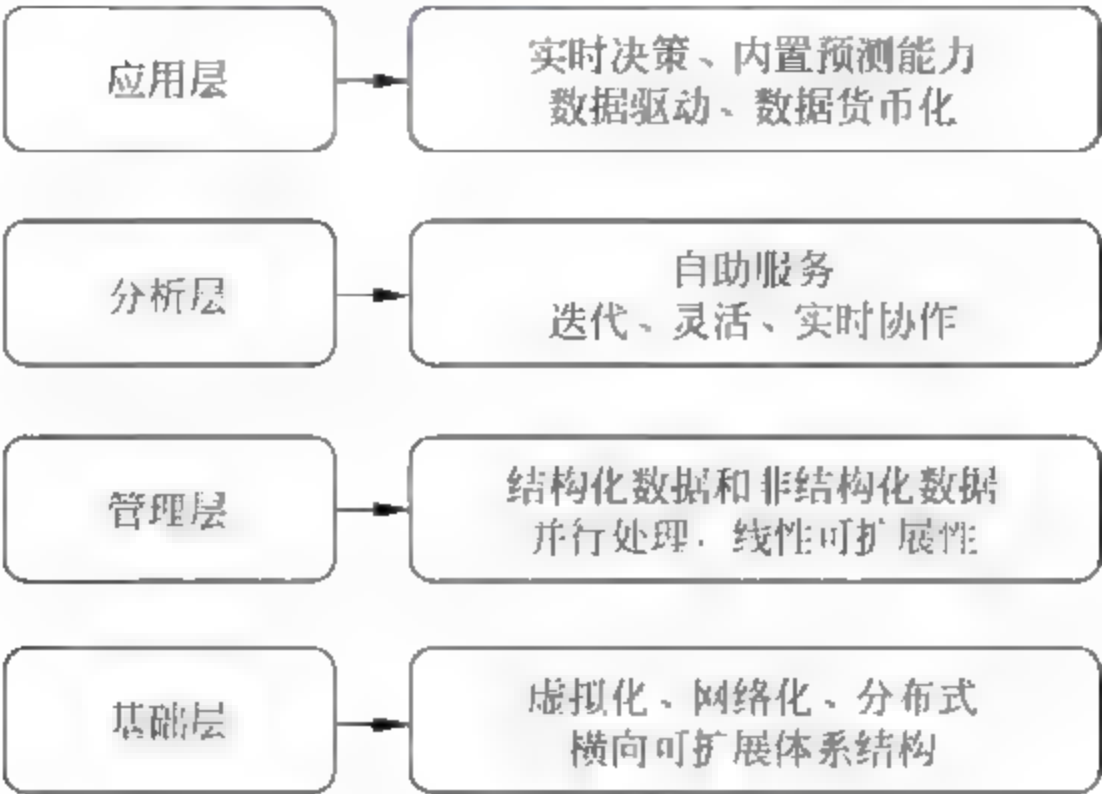 应用层
实时决策、内置预测能力
数据驱动、数据货币化
分析层
自助服务
迭代、灵活、实时协作
管理层
结构化数据和非结构化数据
并行处理，线性可扩展性
基础层
虚拟化、网络化、分布式
横向可扩展体系结构